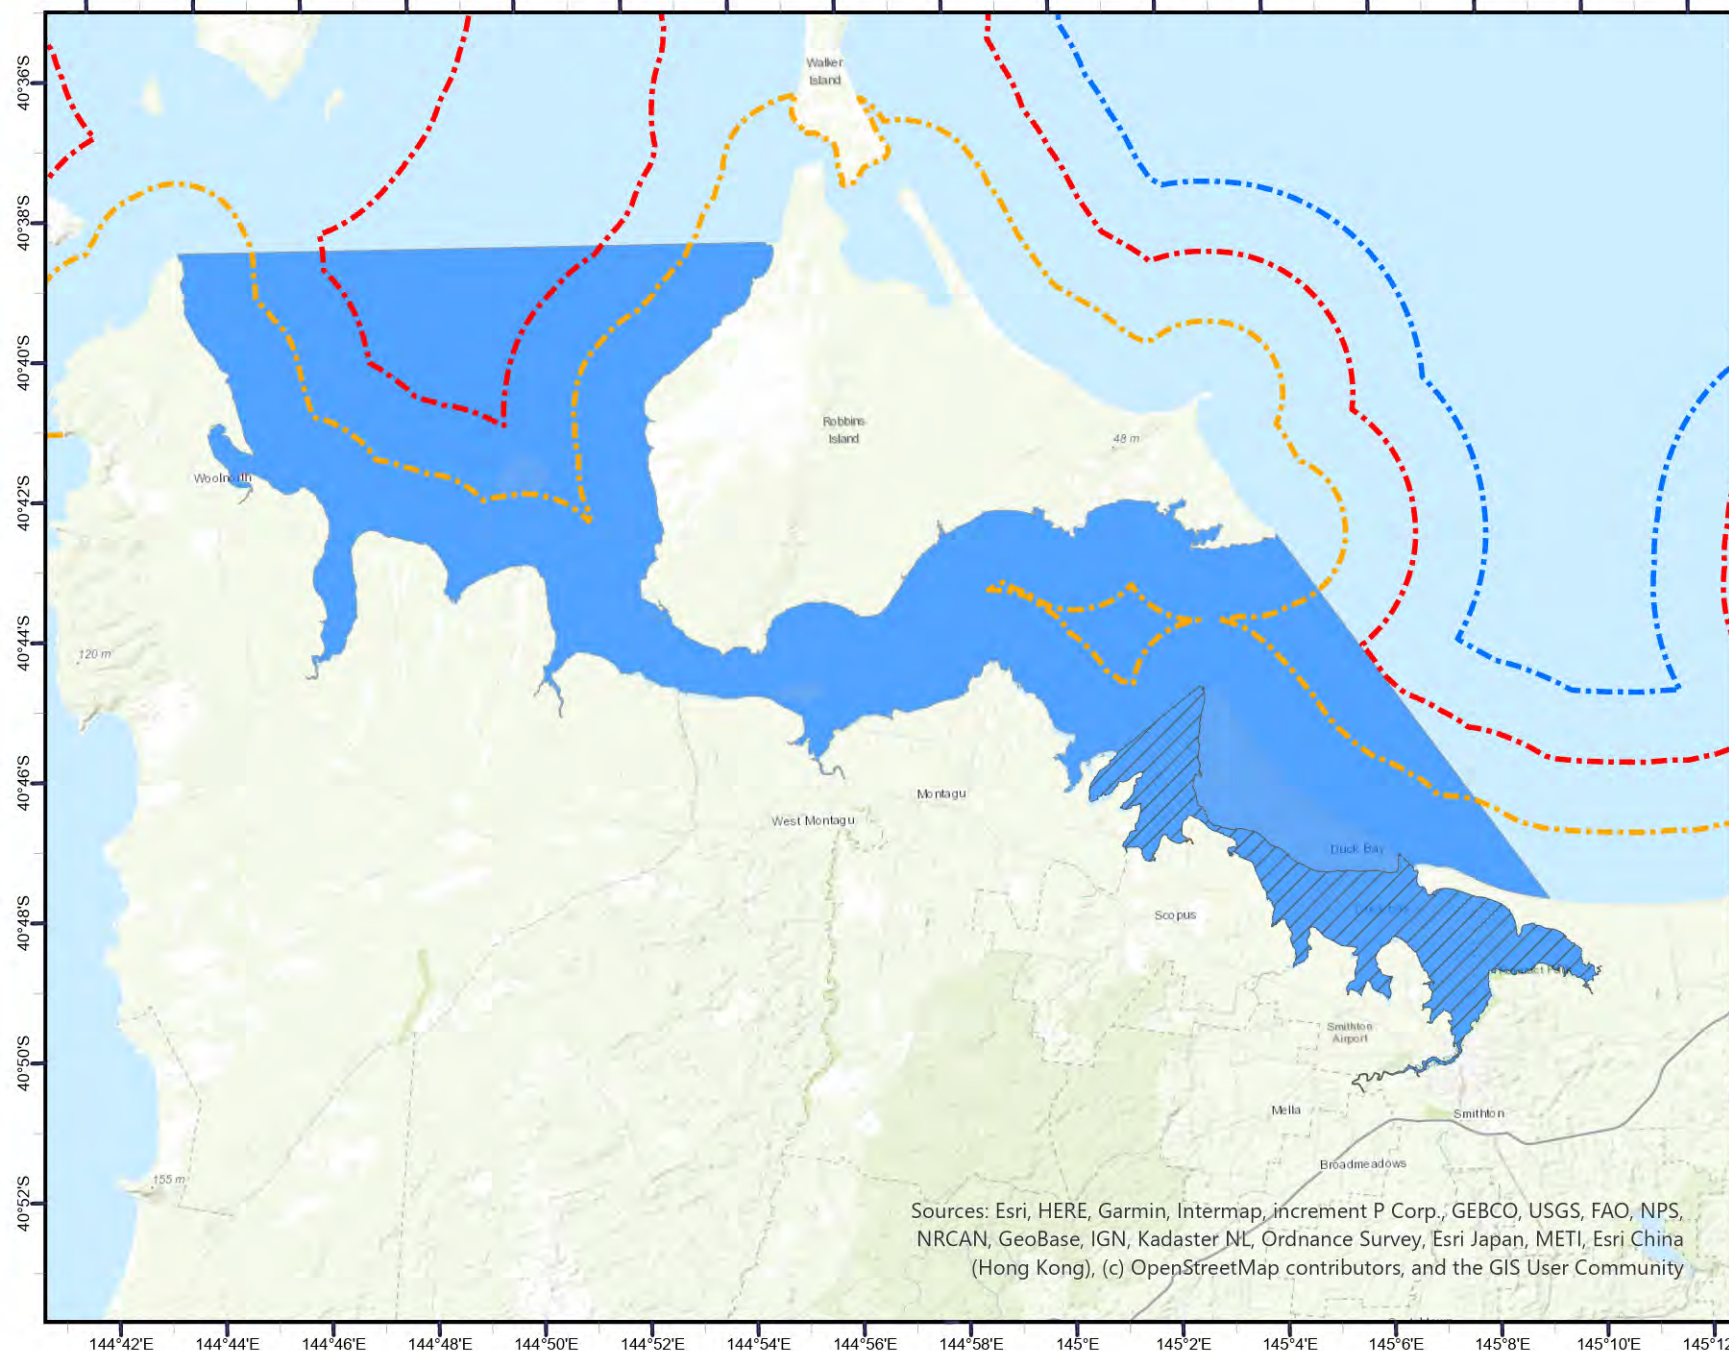 Walker
Island
40°36'S
40°38'S
40°40'S
Robbins
Island
48 m
Woolnorth
40°42'S
40°44'S
120 m
40°46'S
Montagu
West Montagu
Duck Bay
40°48'S
Scopus
40°50'S
Smithton
Airport
Mella
Smithton
Broadmeadows
155 m
40°52'S
Sources: Esri, HERE, Garmin, Intermap, increment P Corp., GEBCO, USGS, FAO, NPS,
NRCAN, GeoBase, IGN, Kadaster NL, Ordnance Survey, Esri Japan, METI, Esri China
(Hong Kong), (c) OpenStreetMap contributors, and the GIS User Community
144°42'E 144°44'E 144°46'E 144°48'E 144°50'E 144°52'E 144°54'E 144°56'E 144°58'E 145°E 145°2'E 145°4'E 145°6'E 145°8'E 145°10'E 145°12